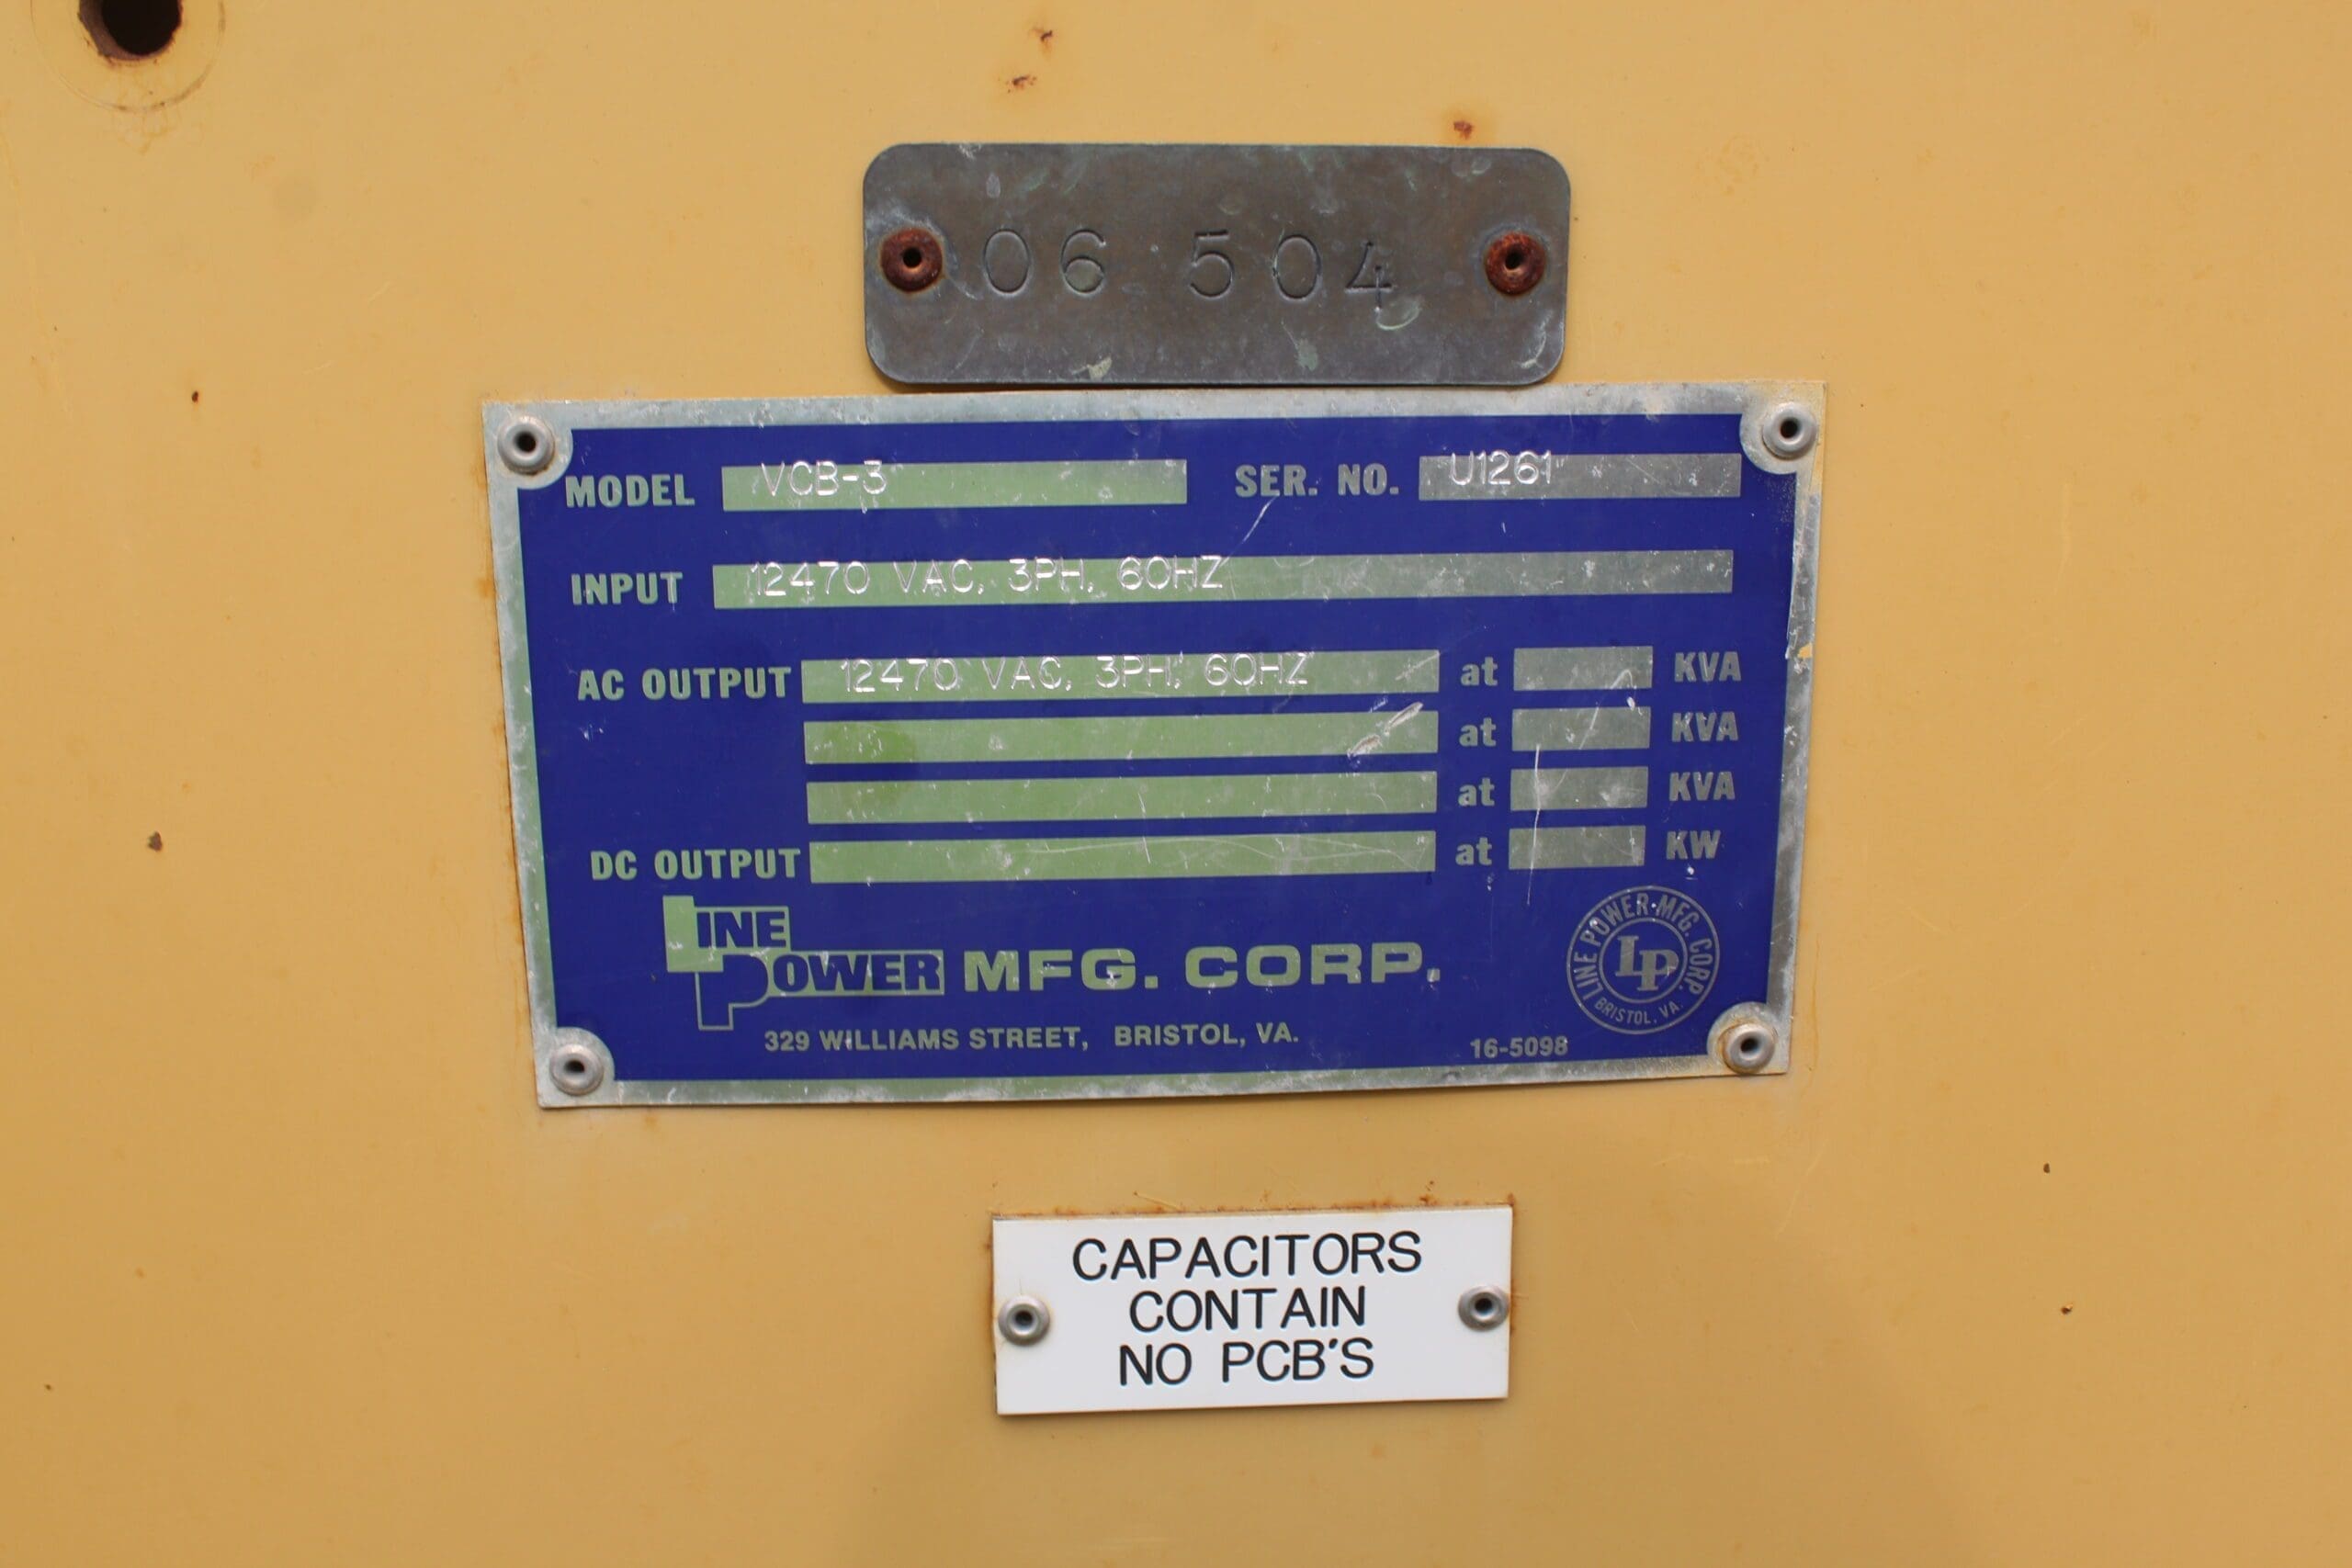 06 504
MODEL VCB-3 SER. NO. U1261
INPUT 12470 VAC, 3PH, 60HZ
AC OUTPUT 12470 VAC, 3PH, 60HZ at KVA
at KVA
at KVA
DC OUTPUT at KW
LINE POWER MFG. CORP.
LINE POWER MFG. CORP. LP BRISTOL, VA.
329 WILLIAMS STREET, BRISTOL, VA.
16-5098
CAPACITORS
CONTAIN
NO PCB'S